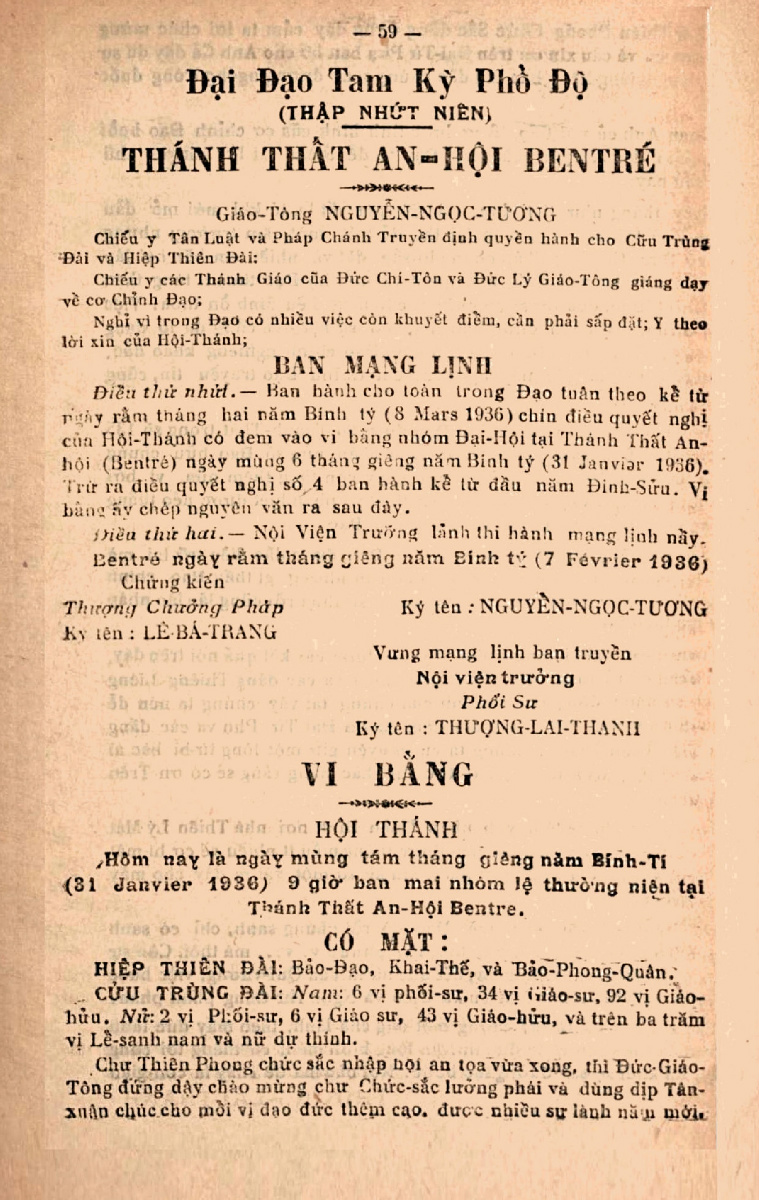 — 59 —
Đại Đạo Tam Kỳ Phổ Độ
(THẬP NHỨT NIÊN)
THÁNH THẤT AN-HỘI BENTRÉ
Giáo-Tông NGUYỄN-NGỌC-TƯƠNG
Chiếu y Tân Luật và Pháp Chánh Truyền định quyền hành cho Cữu Trùng
Đài và Hiệp Thiên Đài:
Chiếu y các Thánh Giáo của Đức Chí-Tôn và Đức Lý Giáo-Tông giáng dạy
về cơ Chỉnh Đạo;
Nghỉ vì trong Đạo có nhiều việc còn khuyết điểm, cần phải sấp đặt; Y theo
lời xin của Hội-Thánh;
BAN MẠNG LỊNH
Điều thứ nhứt.— Ban hành cho toàn trong Đạo tuân theo kể từ
ngày rằm tháng hai năm Bính tý (8 Mars 1936) chín điều quyết nghị
của Hội-Thánh có đem vào vi bằng nhóm Đại-Hội tại Thánh Thất An-
hội (Bentré) ngày mùng 6 tháng giêng năm Bính tý (31 Janvier 1936).
Trừ ra điều quyết nghị số 4 ban hành kể từ đầu năm Đinh-Sửu. Vị
bằng ấy chép nguyên văn ra sau đây.
Điều thứ hai.— Nội Viện Trưởng lảnh thi hành mạng lịnh nầy.
Bentré ngày rằm tháng giêng năm Bính tý (7 Février 1936)
Chứng kiến
Thượng Chưởng Pháp Ký tên : NGUYỄN-NGỌC-TƯƠNG
Ký tên : LÊ-BÁ-TRANG
Vưng mạng lịnh ban truyền
Nội viện trưởng
Phối Sư
Ký tên : THƯỢNG-LAI-THANH
VI BẰNG
HỘI THÁNH
Hôm nay là ngày mùng tám tháng giêng năm Bính-Tí
(31 Janvier 1936) 9 giờ ban mai nhóm lệ thường niên tại
Thánh Thất An-Hội Bentre.
CÓ MẶT :
HIỆP THIÊN ĐÀI: Bảo-Đạo, Khai-Thế, và Bảo-Phong-Quân.
CỬU TRÙNG ĐÀI: Nam: 6 vị phối-sư, 34 vị Giáo-sư, 92 vị Giáo-
hửu. Nữ: 2 vị Phối-sư, 6 vị Giáo sư, 43 vị Giáo-hửu, và trên ba trăm
vị Lể-sanh nam và nữ dự thính.
Chư Thiên Phong chức sắc nhập hội an tọa vừa xong, thì Đức-Giáo-
Tông đứng dậy chào mừng chư Chức-sắc lưởng phái và dùng dịp Tân-
xuân chúc cho mỗi vị đạo đức thêm cao, được nhiều sự lành năm mới.